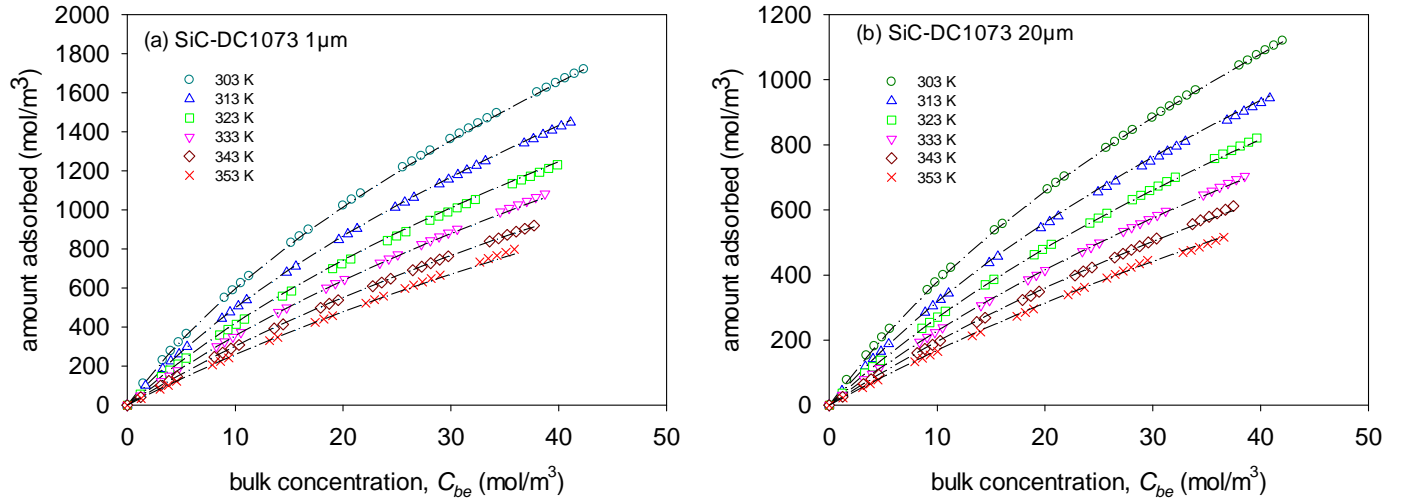 (a) SiC-DC1073 1μm
amount adsorbed (mol/m³)
2000
1800
1600
1400
1200
1000
800
600
400
200
0
303 K
313 K
323 K
333 K
343 K
353 K
0 10 20 30 40 50
bulk concentration, C_be (mol/m³)
(b) SiC-DC1073 20μm
amount adsorbed (mol/m³)
1200
1000
800
600
400
200
0
303 K
313 K
323 K
333 K
343 K
353 K
0 10 20 30 40 50
bulk concentration, C_be (mol/m³)